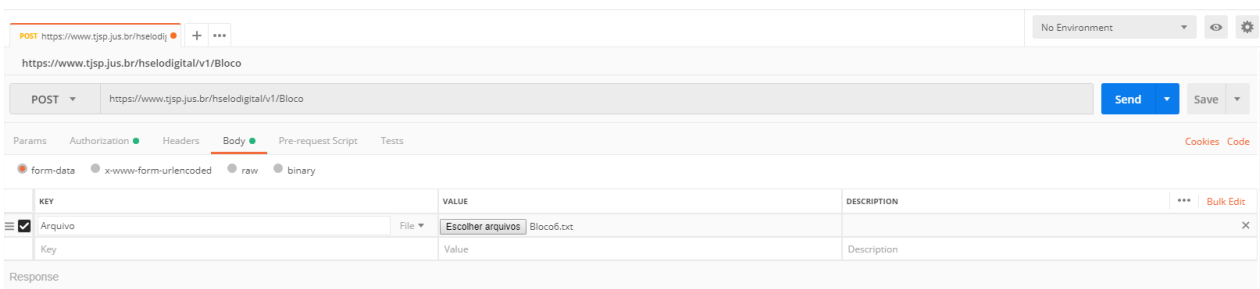 POST https://www.tjsp.jus.br/hselodig + ••• No Environment
https://www.tjsp.jus.br/hselodigital/v1/Bloco
POST https://www.tjsp.jus.br/hselodigital/v1/Bloco Send Save
Params Authorization Headers Body Pre-request Script Tests Cookies Code
form-data x-www-form-urlencoded raw binary
KEY VALUE DESCRIPTION ••• Bulk Edit
Arquivo File Escolher arquivos Bloco6.txt
Key Value Description
Response